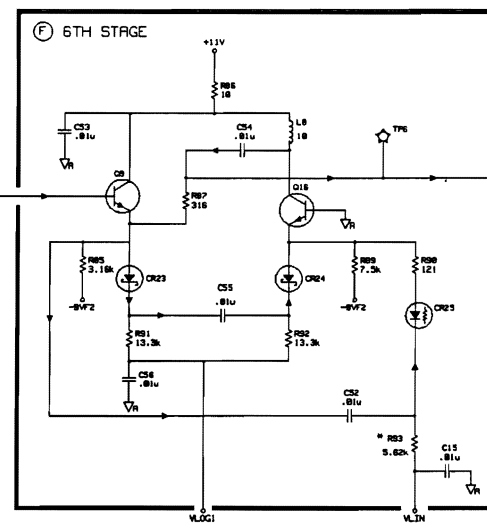 F 6TH STAGE
+11V
R86
10
C53
.01u
C54
.01u
L8
10
TP6
A
Q9
R87
316
Q16
A
R85
3.16k
CR23
CR24
R89
7.5k
R90
121
-8VF2
C55
.01u
-8VF2
CR25
R91
13.3k
R92
13.3k
C56
.01u
A
C52
.01u
* R93
5.62k
C15
.01u
A
VLOG1
VLIN